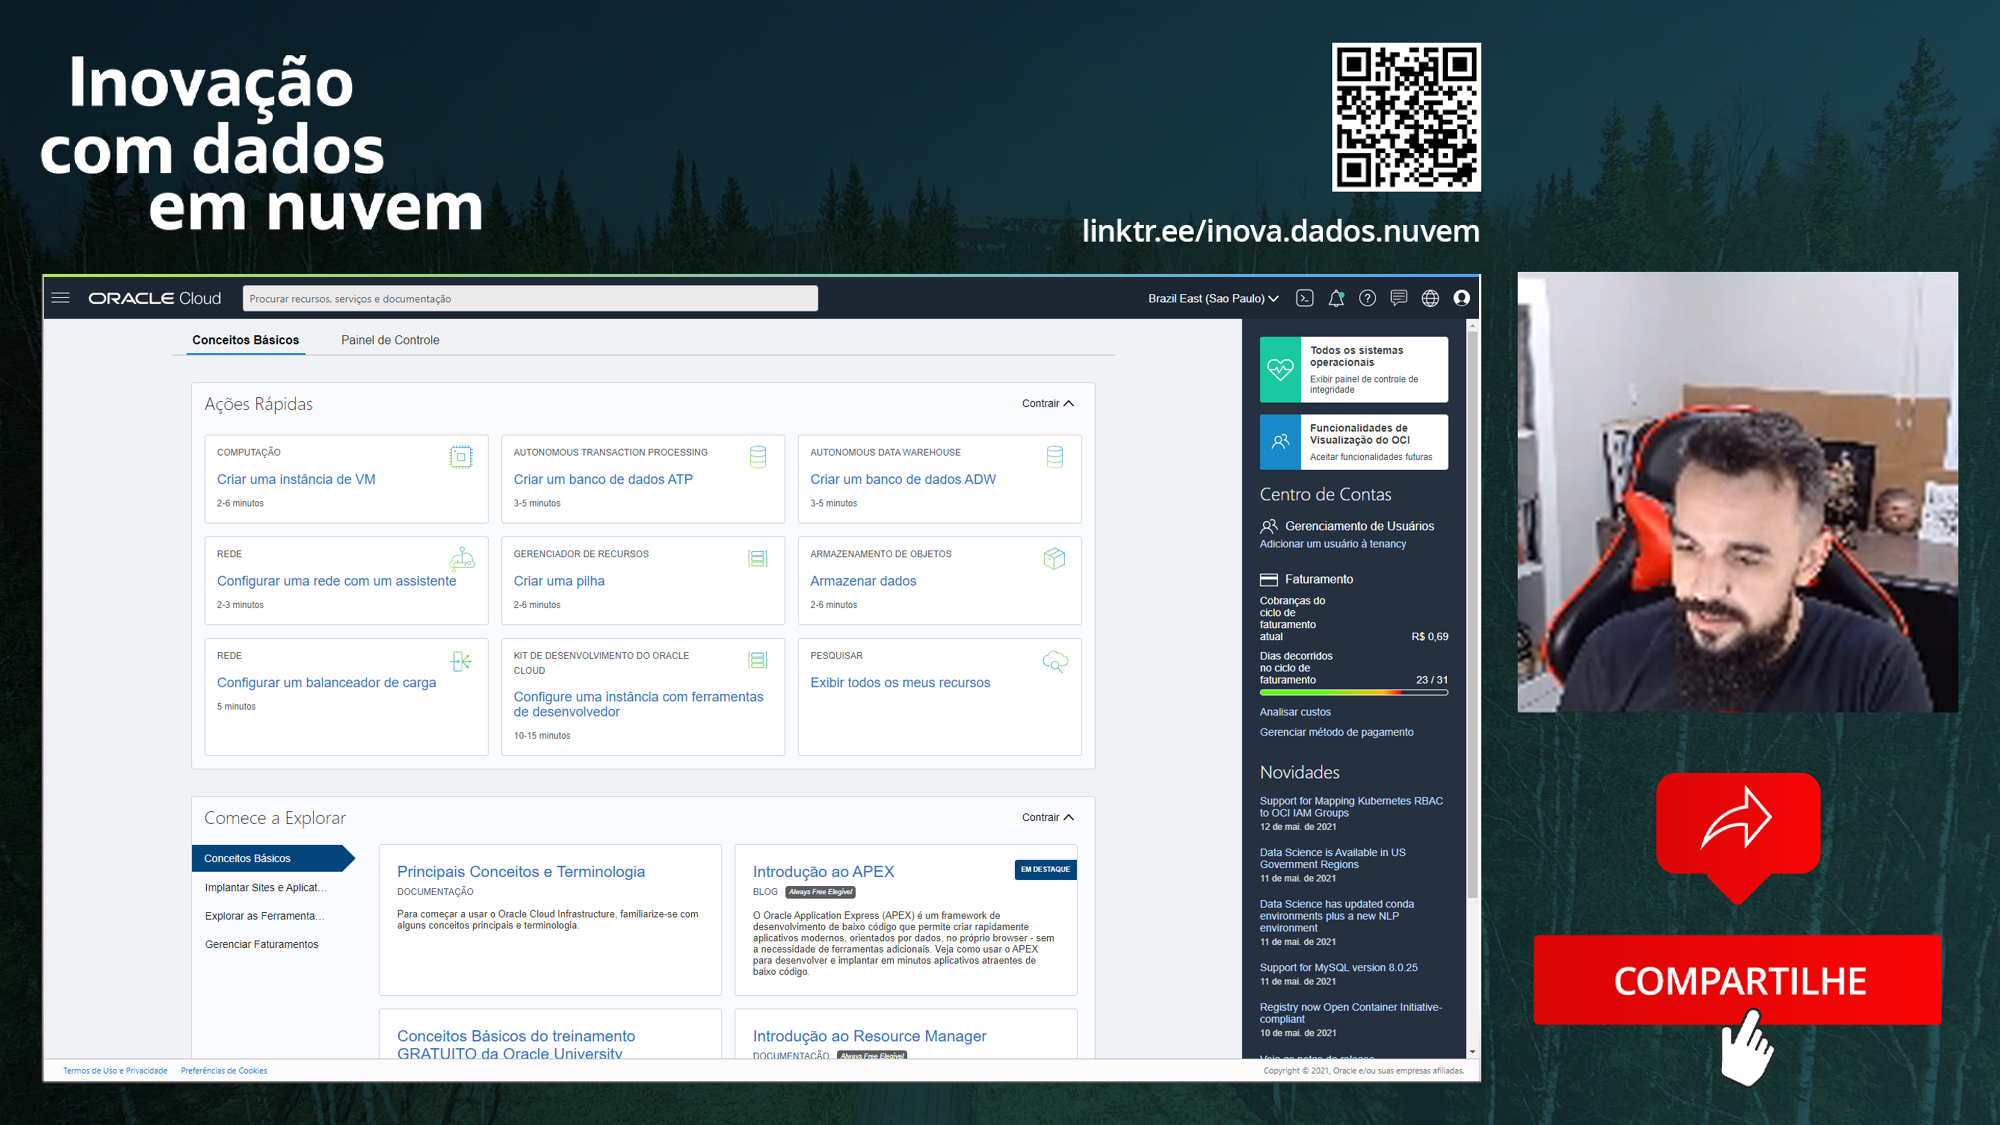 Inovação
com dados
em nuvem
linktr.ee/inova.dados.nuvem
ORACLE Cloud
Procurar recursos, serviços e documentação
Brazil East (Sao Paulo)
Conceitos Básicos
Painel de Controle
Ações Rápidas
Contrair
COMPUTAÇÃO
Criar uma instância de VM
2-6 minutos
AUTONOMOUS TRANSACTION PROCESSING
Criar um banco de dados ATP
3-5 minutos
AUTONOMOUS DATA WAREHOUSE
Criar um banco de dados ADW
3-5 minutos
REDE
Configurar uma rede com um assistente
2-3 minutos
GERENCIADOR DE RECURSOS
Criar uma pilha
2-6 minutos
ARMAZENAMENTO DE OBJETOS
Armazenar dados
2-6 minutos
REDE
Configurar um balanceador de carga
5 minutos
KIT DE DESENVOLVIMENTO DO ORACLE
CLOUD
Configure uma instância com ferramentas
de desenvolvedor
10-15 minutos
PESQUISAR
Exibir todos os meus recursos
Comece a Explorar
Contrair
Conceitos Básicos
Implantar Sites e Aplicat...
Explorar as Ferramenta...
Gerenciar Faturamentos
Principais Conceitos e Terminologia
DOCUMENTAÇÃO
Para começar a usar o Oracle Cloud Infrastructure, familiarize-se com
alguns conceitos principais e terminologia.
Introdução ao APEX
EM DESTAQUE
BLOG Always Free Elegível
O Oracle Application Express (APEX) é um framework de
desenvolvimento de baixo código que permite criar rapidamente
aplicativos modernos, orientados por dados, no próprio browser - sem
a necessidade de ferramentas adicionais. Veja como usar o APEX
para desenvolver e implantar em minutos aplicativos atraentes de
baixo código.
Conceitos Básicos do treinamento
GRATUITO da Oracle University
Introdução ao Resource Manager
DOCUMENTAÇÃO Always Free Elegível
Todos os sistemas
operacionais
Exibir painel de controle de
integridade
Funcionalidades de
Visualização do OCI
Aceitar funcionalidades futuras
Centro de Contas
Gerenciamento de Usuários
Adicionar um usuário à tenancy
Faturamento
Cobranças do
ciclo de
faturamento
atual R$ 0,69
Dias decorridos
no ciclo de
faturamento 23 / 31
Analisar custos
Gerenciar método de pagamento
Novidades
Support for Mapping Kubernetes RBAC
to OCI IAM Groups
12 de mai. de 2021
Data Science is Available in US
Government Regions
11 de mai. de 2021
Data Science has updated conda
environments plus a new NLP
environment
11 de mai. de 2021
Support for MySQL version 8.0.25
11 de mai. de 2021
Registry now Open Container Initiative-
compliant
10 de mai. de 2021
Termos de Uso e Privacidade
Preferências de Cookies
Copyright © 2021, Oracle e/ou suas empresas afiliadas.
COMPARTILHE